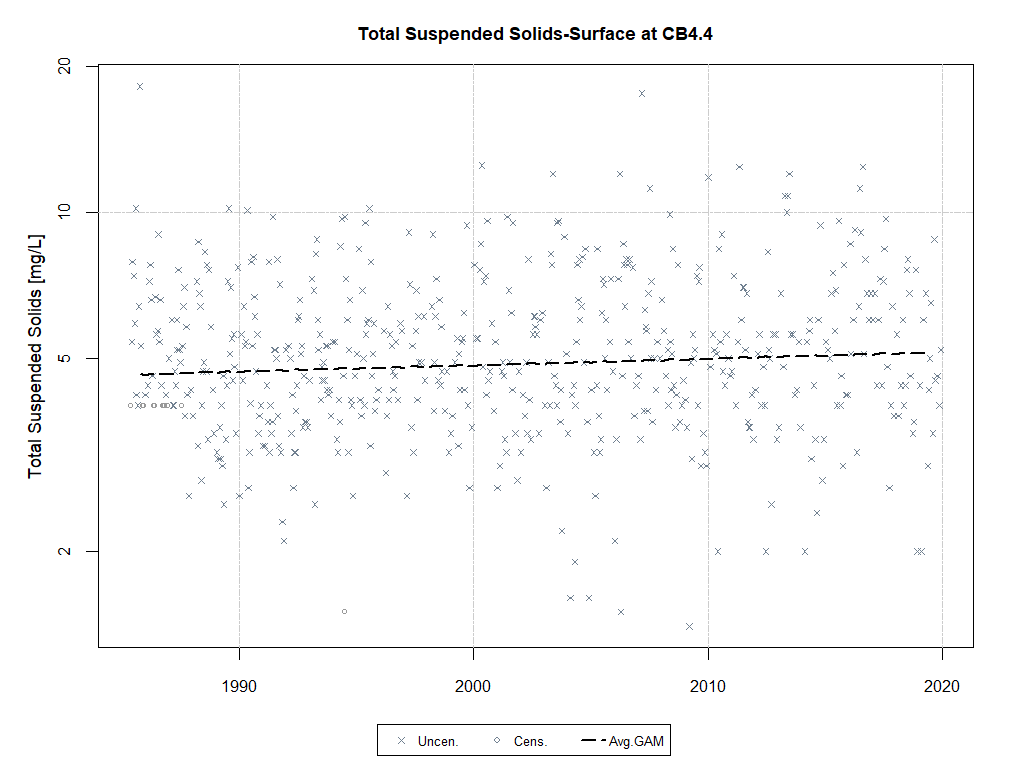 Total Suspended Solids-Surface at CB4.4
Total Suspended Solids [mg/L]
20
10
5
2
1990
2000
2010
2020
Uncen.
Cens.
Avg.GAM